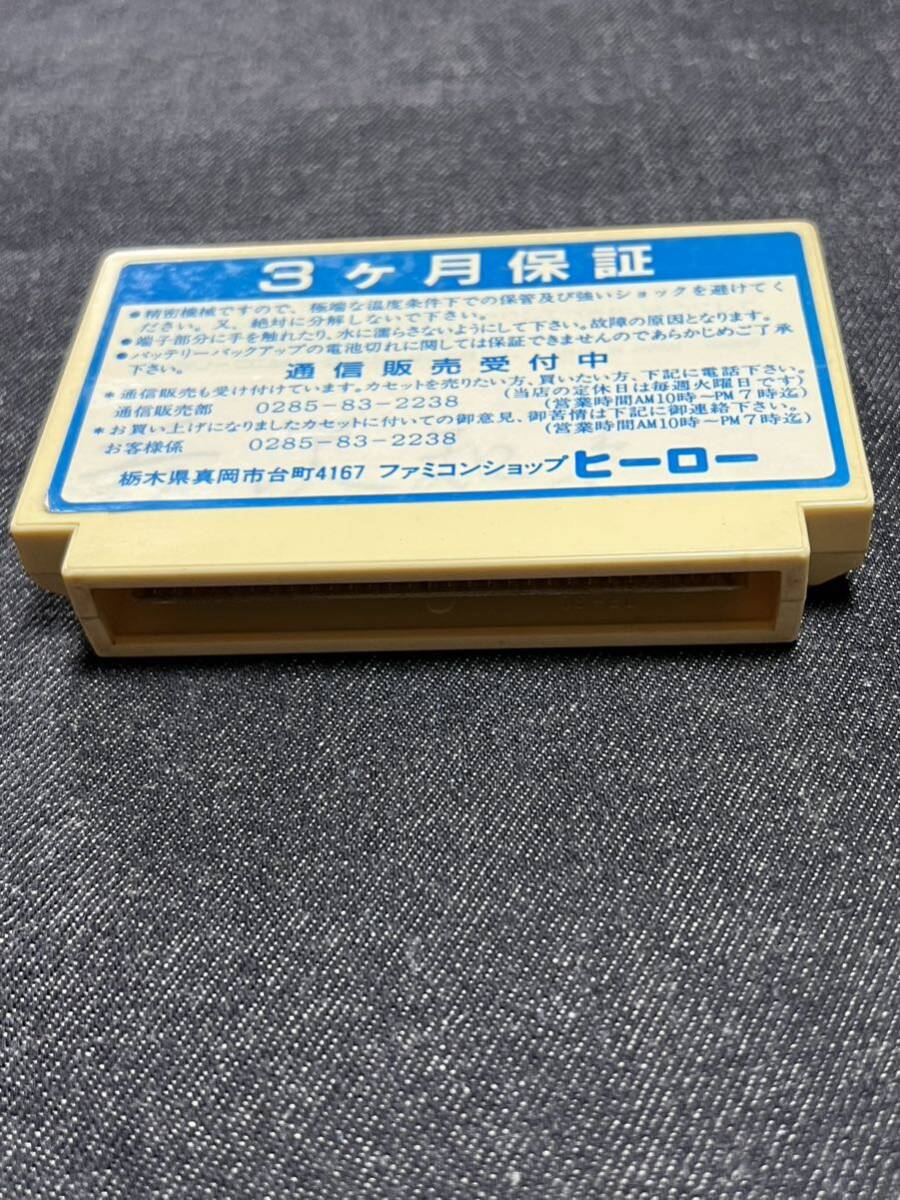 3ヶ月保証
●精密機械ですので、極端な温度条件下での保管及び強いショックを避けてく
ださい。又、絶対に分解しないで下さい。
●端子部分に手を触れたり、水に濡らさないようにして下さい。故障の原因となります。
●バッテリーバックアップの電池切れに関しては保証できませんのであらかじめご了承
下さい。
通信販売受付中
＊通信販売も受け付けています。カセットを売りたい方、買いたい方、下記に電話下さい。
(当店の定休日は毎週火曜日です)
通信販売部 0285-83-2238 (営業時間AM10時～PM7時迄)
＊お買い上げになりましたカセットに付いての御意見、御苦情は下記に御連絡下さい。
お客様係 0285-83-2238 (営業時間AM10時～PM7時迄)
栃木県真岡市台町4167 ファミコンショップ ヒーロー